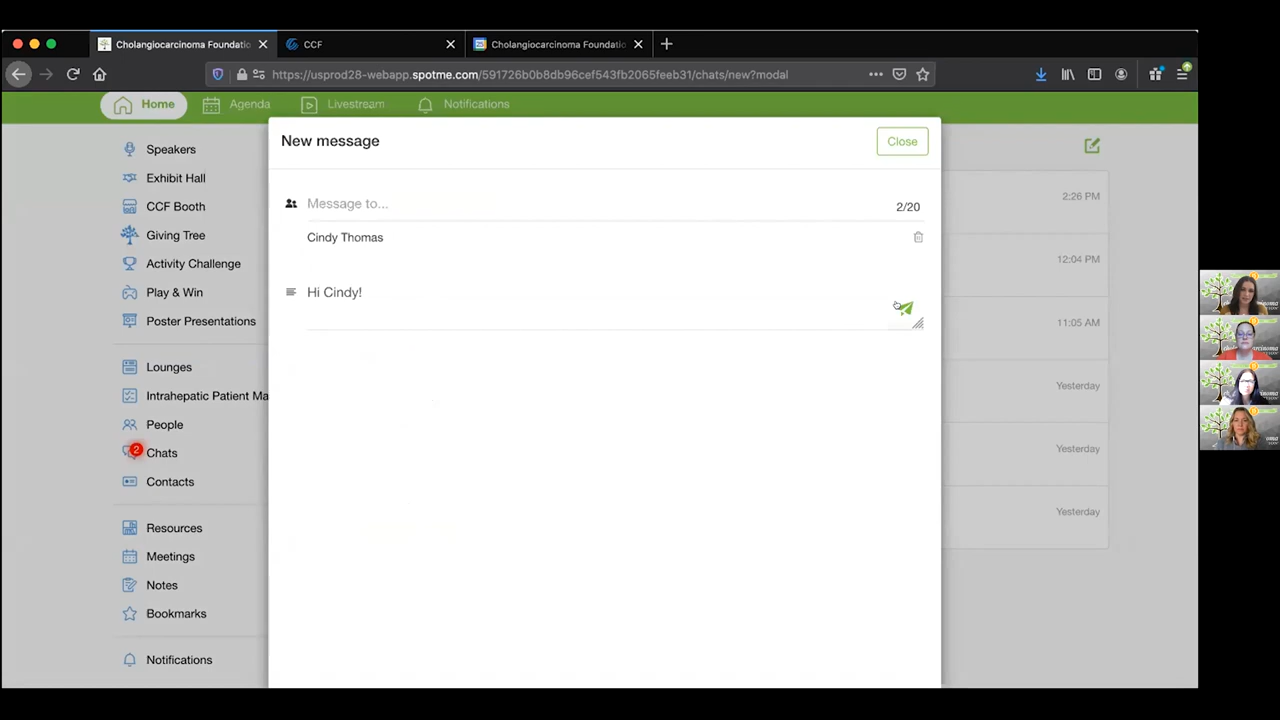 Cholangiocarcinoma Foundatio
CCF
Cholangiocarcinoma Foundatio
https://usprod28-webapp.spotme.com/591726b0b8db96cef543fb2065feeb31/chats/new?modal
Home
Agenda
Livestream
Notifications
New message
Close
Speakers
Exhibit Hall
CCF Booth
Giving Tree
Activity Challenge
Play & Win
Poster Presentations
Lounges
Intrahepatic Patient Ma
People
2
Chats
Contacts
Resources
Meetings
Notes
Bookmarks
Notifications
Message to...
2/20
Cindy Thomas
Hi Cindy!
2:26 PM
12:04 PM
11:05 AM
Yesterday
Yesterday
Yesterday